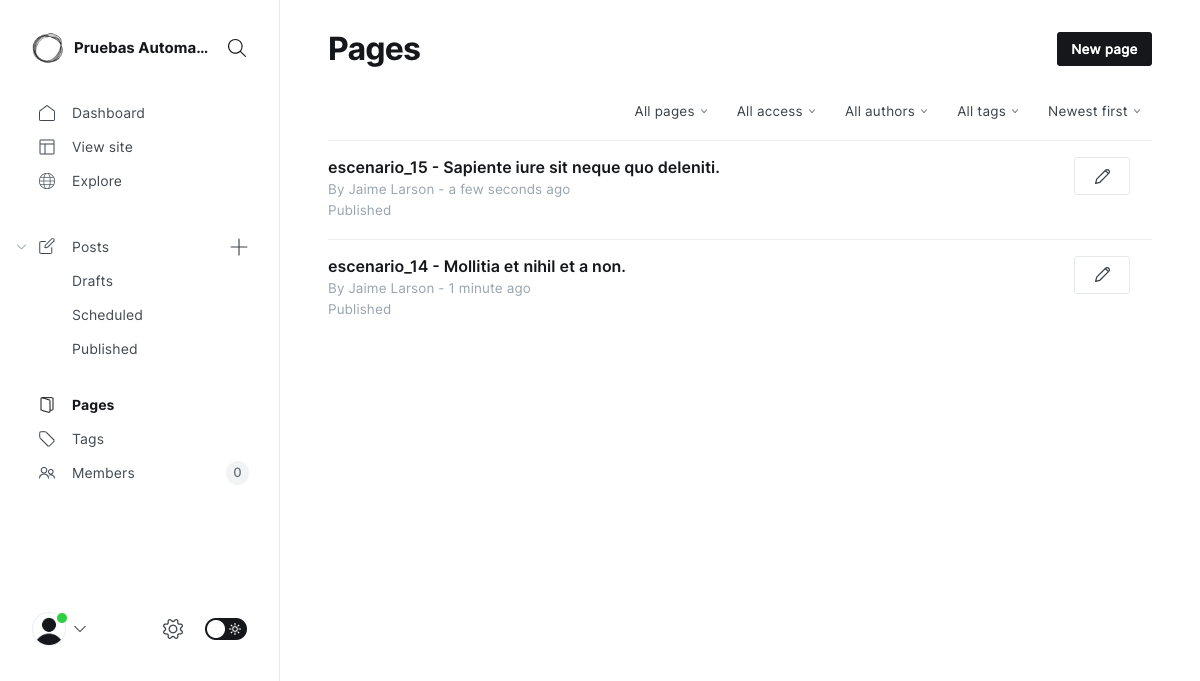 Pruebas Automa...
Dashboard
View site
Explore
Posts
Drafts
Scheduled
Published
Pages
Tags
Members
0
Pages
New page
All pages
All access
All authors
All tags
Newest first
escenario_15 - Sapiente iure sit neque quo deleniti.
By Jaime Larson - a few seconds ago
Published
escenario_14 - Mollitia et nihil et a non.
By Jaime Larson - 1 minute ago
Published